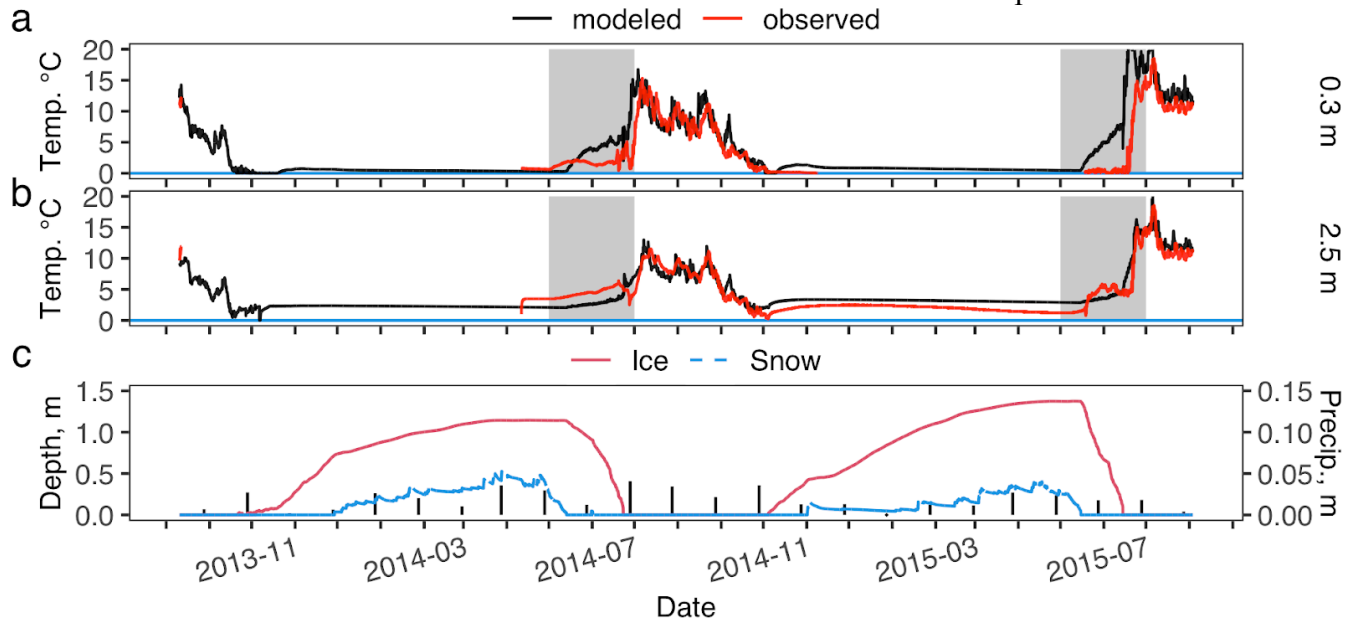 a
modeled observed
Temp. °C
20
15
10
5
0
0.3 m
b
Temp. °C
20
15
10
5
0
2.5 m
c
Ice Snow
Depth, m
1.5
1.0
0.5
0.0
0.15
0.10
0.05
0.00
Precip., m
2013-11 2014-03 2014-07 2014-11 2015-03 2015-07
Date